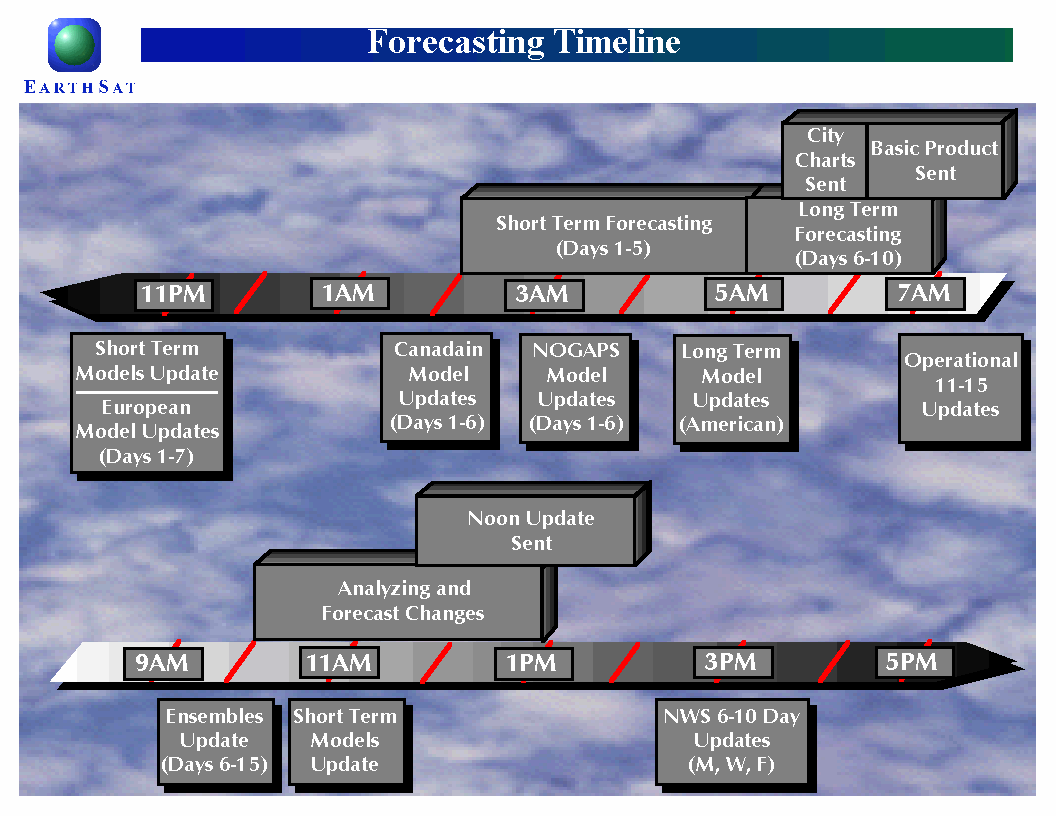 Forecasting Timeline
EARTHSAT
City
Charts
Sent
Basic Product
Sent
Short Term Forecasting
(Days 1-5)
Long Term
Forecasting
(Days 6-10)
11PM
1AM
3AM
5AM
7AM
Short Term
Models Update
European
Model Updates
(Days 1-7)
Canadain
Model
Updates
(Days 1-6)
NOGAPS
Model
Updates
(Days 1-6)
Long Term
Model
Updates
(American)
Operational
11-15
Updates
Noon Update
Sent
Analyzing and
Forecast Changes
9AM
11AM
1PM
3PM
5PM
Ensembles
Update
(Days 6-15)
Short Term
Models
Update
NWS 6-10 Day
Updates
(M, W, F)